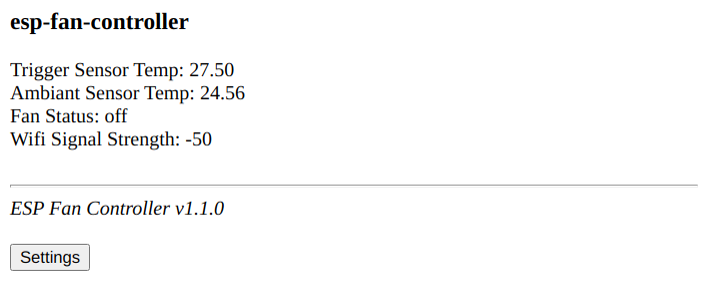 esp-fan-controller
Trigger Sensor Temp: 27.50
Ambiant Sensor Temp: 24.56
Fan Status: off
Wifi Signal Strength: -50
ESP Fan Controller v1.1.0
Settings